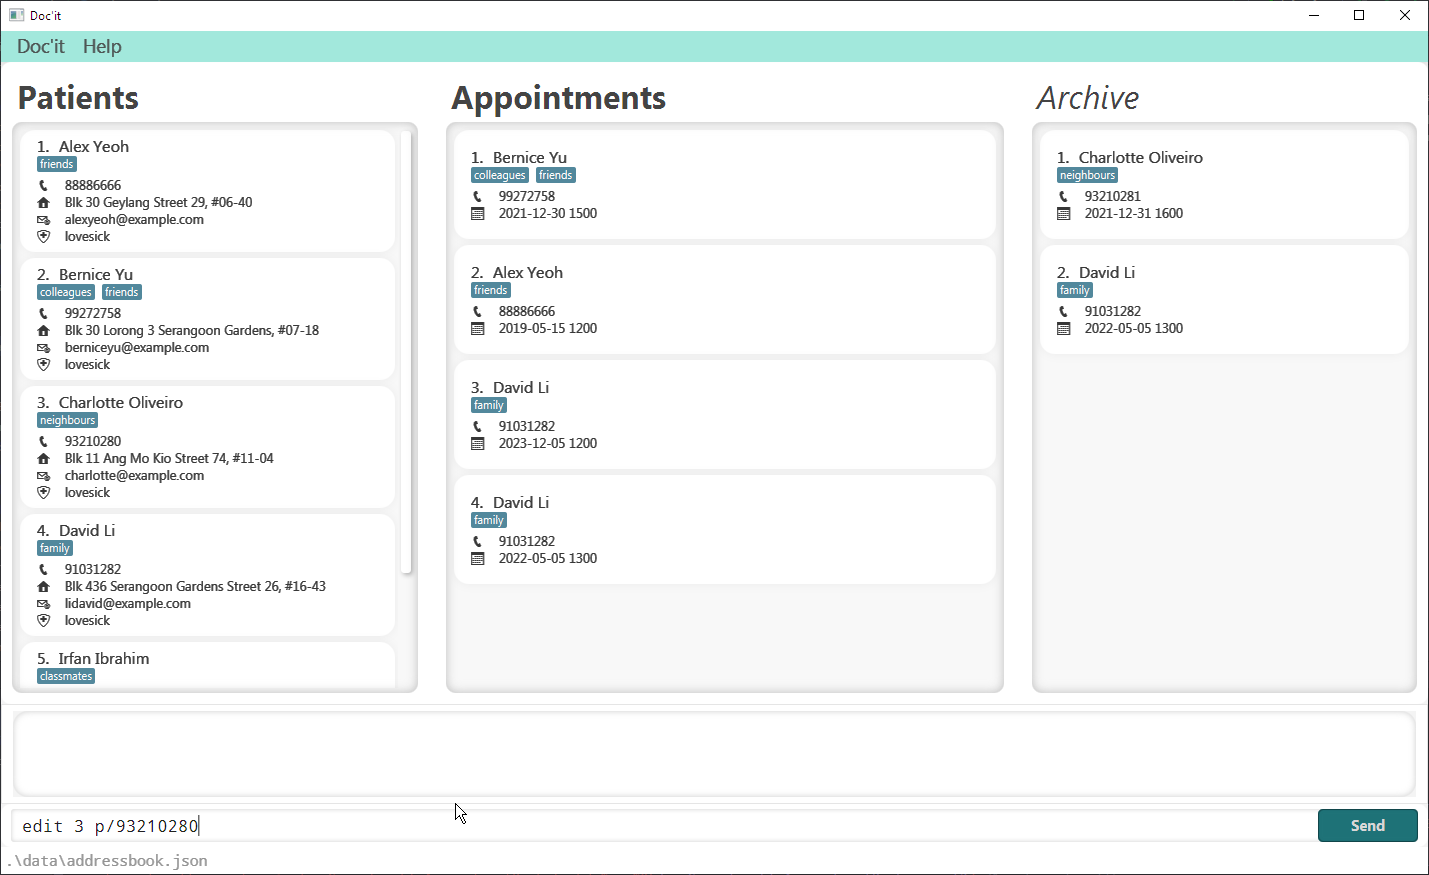 Doc'it
Doc'it Help
Patients
1. Alex Yeoh
friends
88886666
Blk 30 Geylang Street 29, #06-40
alexyeoh@example.com
lovesick
2. Bernice Yu
colleagues friends
99272758
Blk 30 Lorong 3 Serangoon Gardens, #07-18
berniceyu@example.com
lovesick
3. Charlotte Oliveiro
neighbours
93210280
Blk 11 Ang Mo Kio Street 74, #11-04
charlotte@example.com
lovesick
4. David Li
family
91031282
Blk 436 Serangoon Gardens Street 26, #16-43
lidavid@example.com
lovesick
5. Irfan Ibrahim
classmates
Appointments
1. Bernice Yu
colleagues friends
99272758
2021-12-30 1500
2. Alex Yeoh
friends
88886666
2019-05-15 1200
3. David Li
family
91031282
2023-12-05 1200
4. David Li
family
91031282
2022-05-05 1300
Archive
1. Charlotte Oliveiro
neighbours
93210281
2021-12-31 1600
2. David Li
family
91031282
2022-05-05 1300
edit 3 p/93210280
Send
.\data\addressbook.json